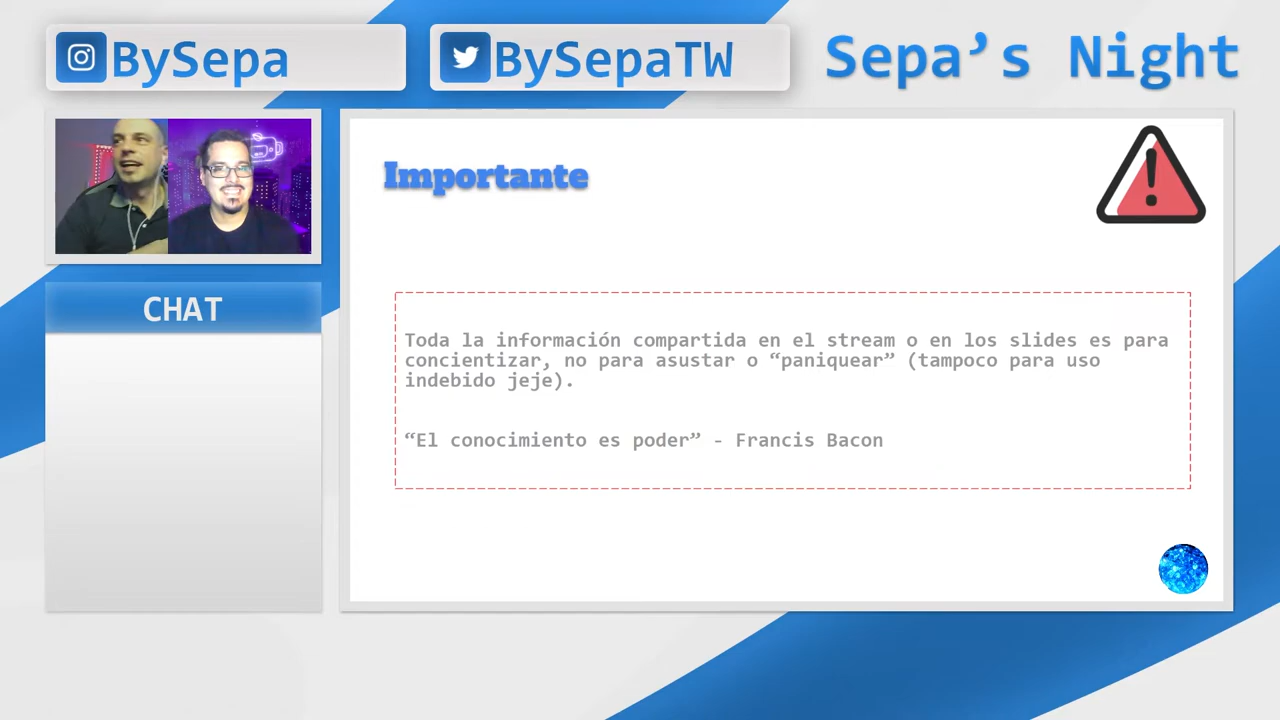 BySepa
BySepaTW
Sepa’s Night
CHAT
Importante
Toda la información compartida en el stream o en los slides es para
concientizar, no para asustar o “paniquear” (tampoco para uso
indebido jeje).
“El conocimiento es poder” - Francis Bacon